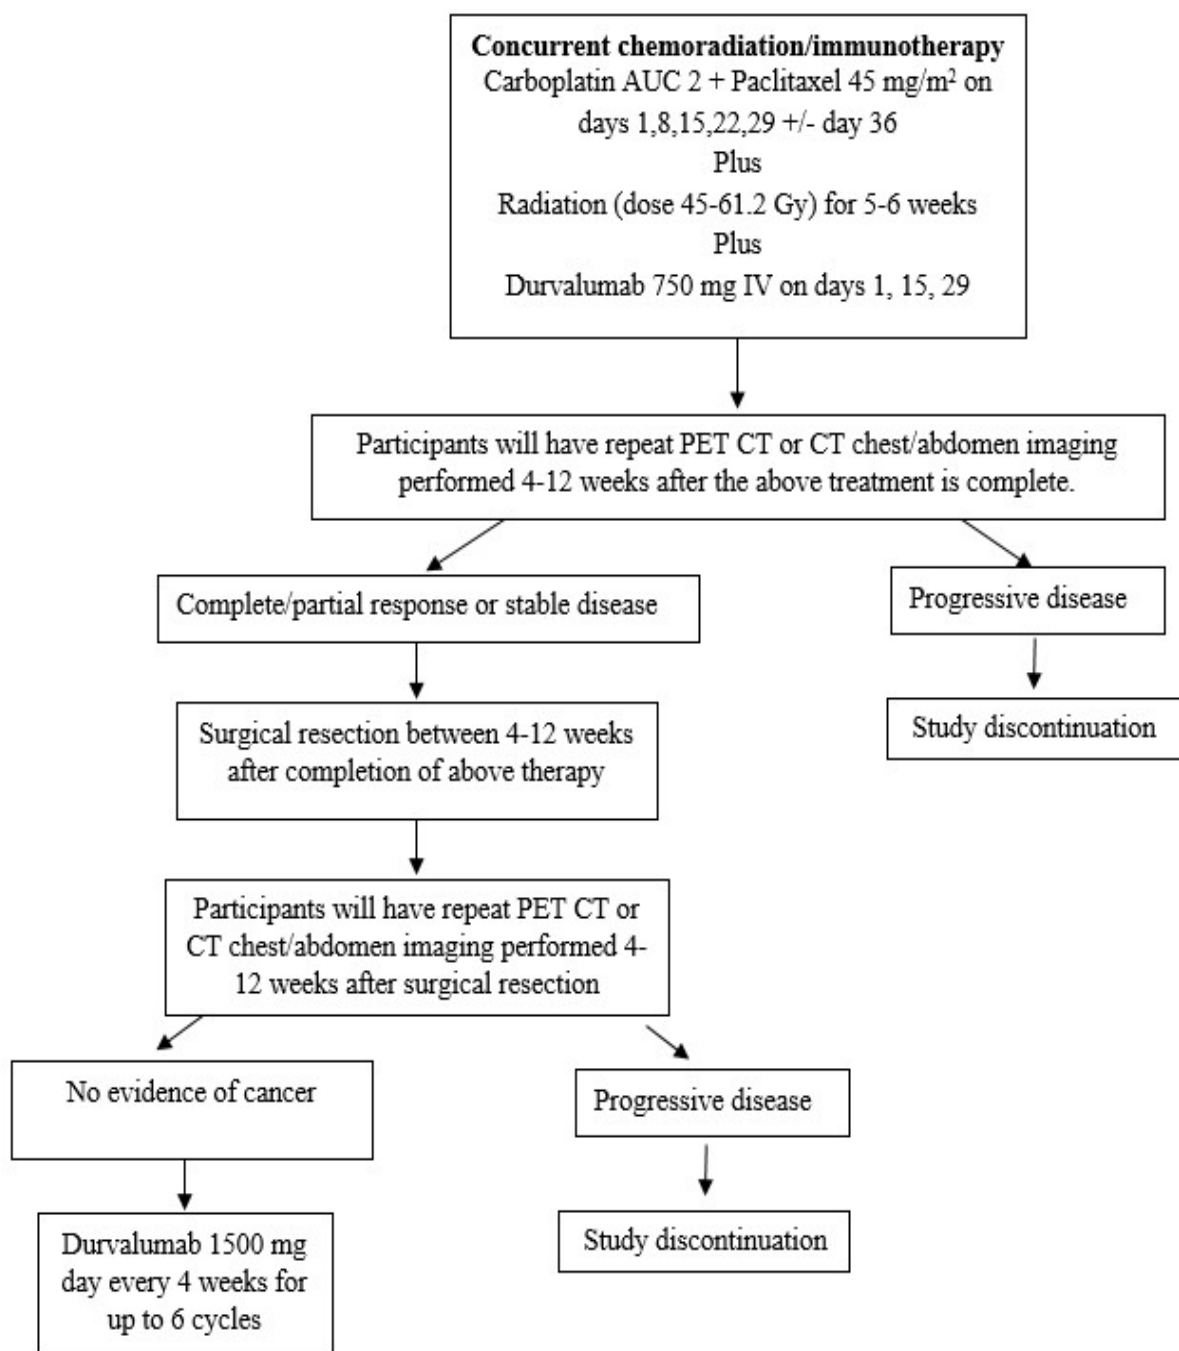 Concurrent chemoradiation/immunotherapy
Carboplatin AUC 2 + Paclitaxel 45 mg/m² on
days 1,8,15,22,29 +/- day 36
Plus
Radiation (dose 45-61.2 Gy) for 5-6 weeks
Plus
Durvalumab 750 mg IV on days 1, 15, 29
Participants will have repeat PET CT or CT chest/abdomen imaging
performed 4-12 weeks after the above treatment is complete.
Complete/partial response or stable disease
Progressive disease
Surgical resection between 4-12 weeks
after completion of above therapy
Study discontinuation
Participants will have repeat PET CT or
CT chest/abdomen imaging performed 4-
12 weeks after surgical resection
No evidence of cancer
Progressive disease
Durvalumab 1500 mg
day every 4 weeks for
up to 6 cycles
Study discontinuation